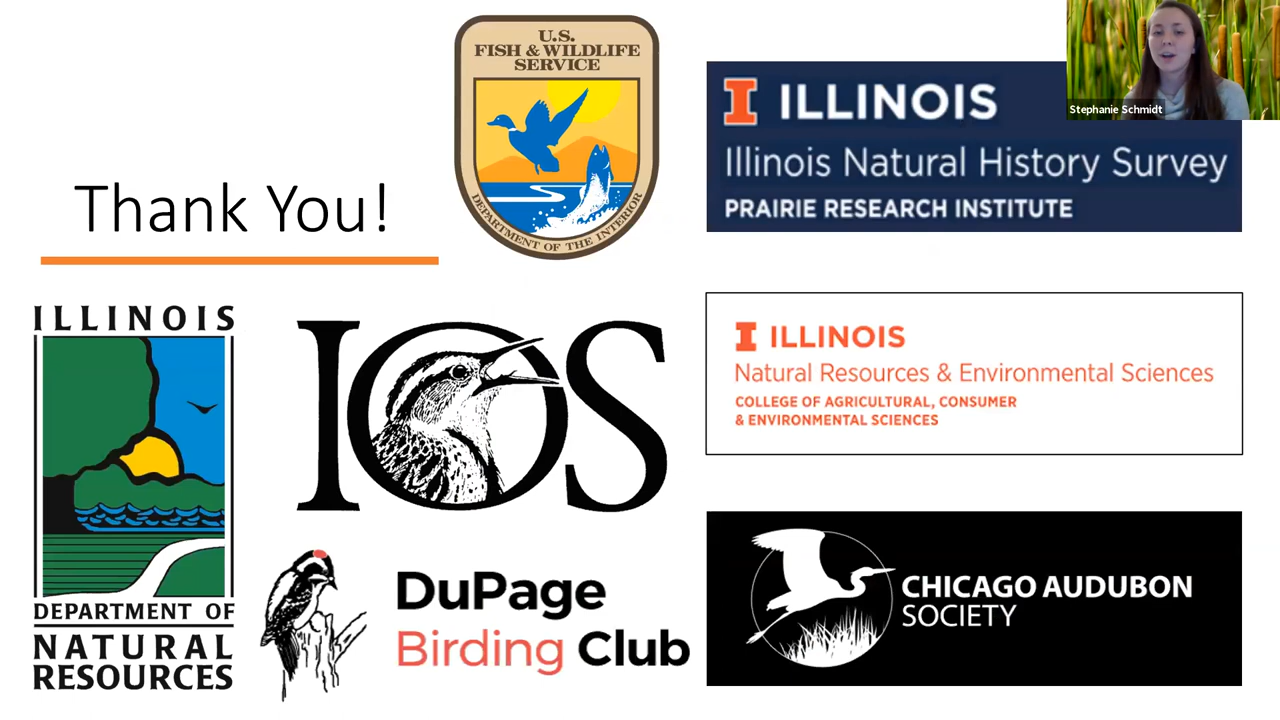 Thank You!
U.S.
FISH & WILDLIFE
SERVICE
DEPARTMENT OF THE INTERIOR
I ILLINOIS
Illinois Natural History Survey
PRAIRIE RESEARCH INSTITUTE
Stephanie Schmidt
ILLINOIS
DEPARTMENT OF
NATURAL
RESOURCES
IOS
I ILLINOIS
Natural Resources & Environmental Sciences
COLLEGE OF AGRICULTURAL, CONSUMER
& ENVIRONMENTAL SCIENCES
DuPage
Birding Club
CHICAGO AUDUBON
SOCIETY